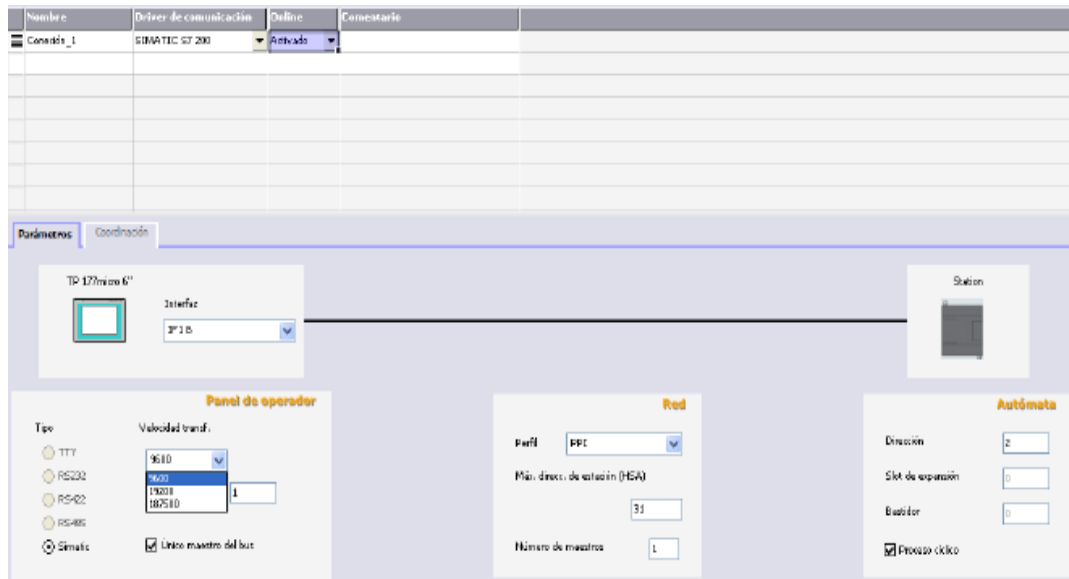 Nombre Driver de comunicación Online Comentario
Conexión_1 SIMATIC S7 200 Activado
Parámetros Coordinación
TP 177micro 6''
Interfaz
IF1 B
Station
Panel de operador
Tipo Velocidad transf.
TTY
RS232
RS422
RS485
Simatic
9600
9600
19200
187500
1
Único maestro del bus
Red
Perfil PPI
Máx. direcc. de estación (HSA)
31
Número de maestros 1
Autómata
Dirección 2
Slot de expansión 0
Bastidor 0
Proceso cíclico